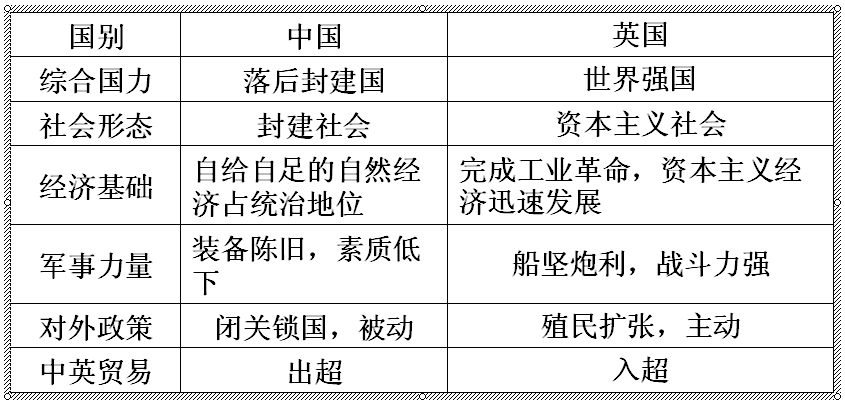 国别 中国 英国
综合国力 落后封建国 世界强国
社会形态 封建社会 资本主义社会
经济基础 自给自足的自然经 完成工业革命，资本主义经
济占统治地位 济迅速发展
军事力量 装备陈旧，素质低 船坚炮利，战斗力强
下
对外政策 闭关锁国，被动 殖民扩张，主动
中英贸易 出超 入超